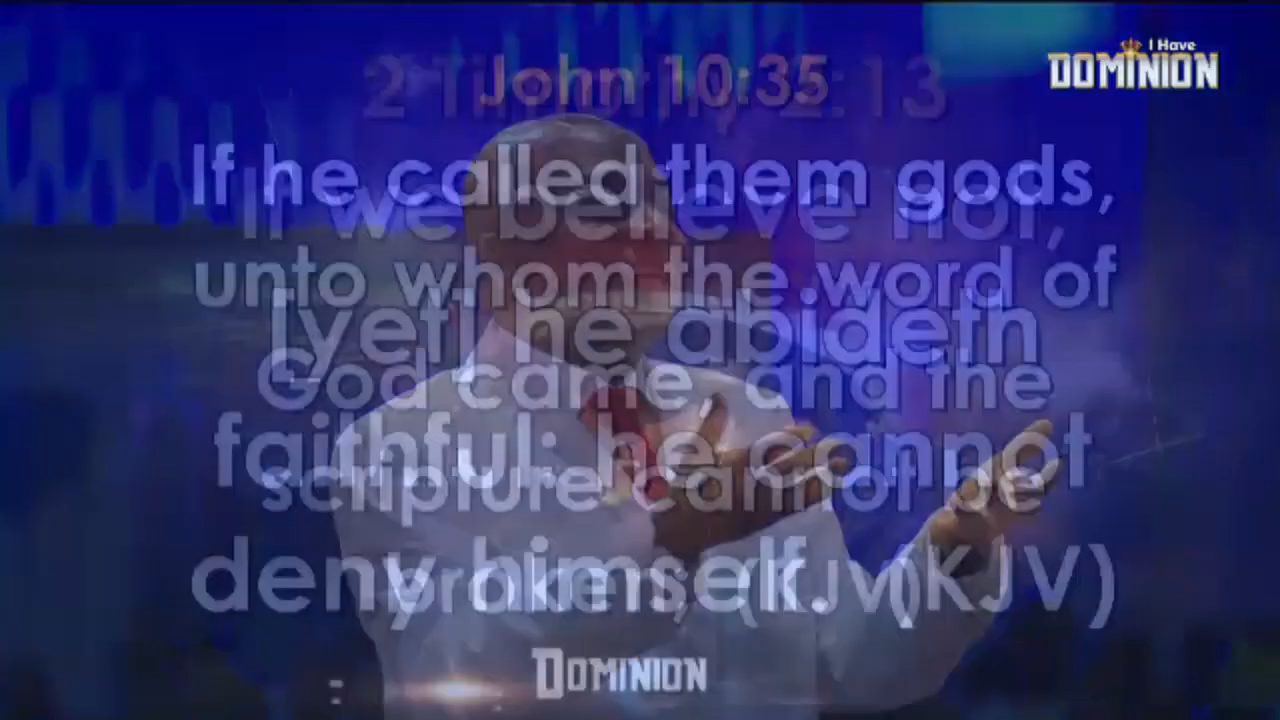 I Have
DOMINION
John 10:35
If he called them gods,
unto whom the word of
God came, and the
scripture cannot be
broken; (KJV)
2 Timothy 2:13
If we believe not,
[yet] he abideth
faithful: he cannot
deny himself. (KJV)
DOMINION